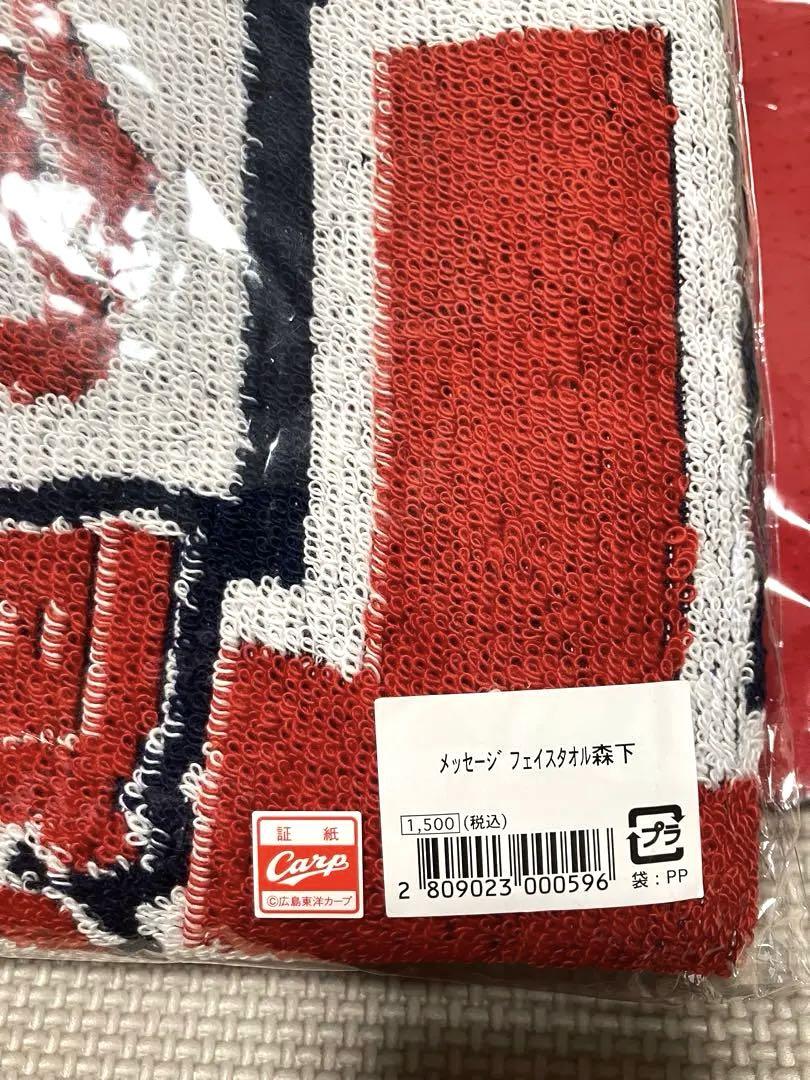 メッセージ フェイスタオル森下
1,500 (税込)
2 809023 000596
プラ
袋：PP
証 紙
Carp
©広島東洋カープ